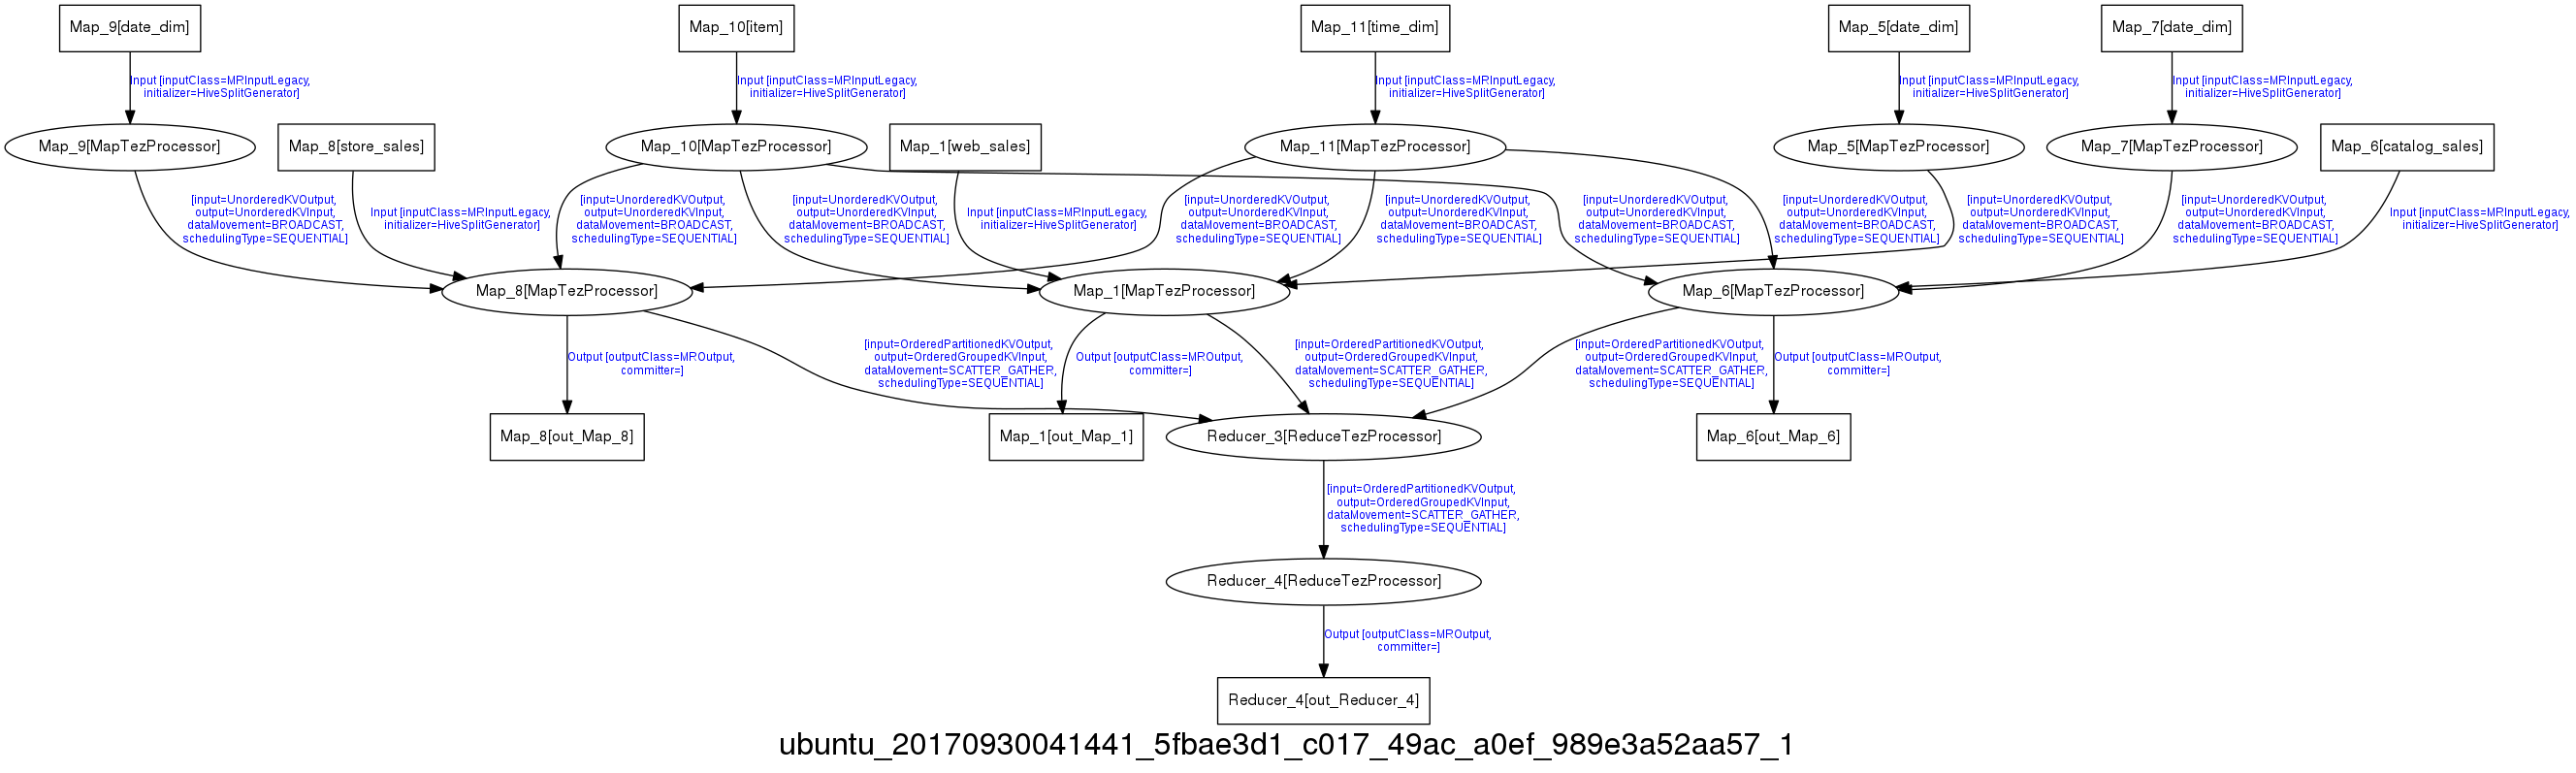 Map_9[date_dim]
Map_10[item]
Map_11[time_dim]
Map_5[date_dim]
Map_7[date_dim]
Input [inputClass=MRInputLegacy,
initializer=HiveSplitGenerator]
Input [inputClass=MRInputLegacy,
initializer=HiveSplitGenerator]
Input [inputClass=MRInputLegacy,
initializer=HiveSplitGenerator]
Input [inputClass=MRInputLegacy,
initializer=HiveSplitGenerator]
Input [inputClass=MRInputLegacy,
initializer=HiveSplitGenerator]
Map_9[MapTezProcessor]
Map_8[store_sales]
Map_10[MapTezProcessor]
Map_1[web_sales]
Map_11[MapTezProcessor]
Map_5[MapTezProcessor]
Map_7[MapTezProcessor]
Map_6[catalog_sales]
[input=UnorderedKVOutput,
output=UnorderedKVInput,
dataMovement=BROADCAST,
schedulingType=SEQUENTIAL]
Input [inputClass=MRInputLegacy,
initializer=HiveSplitGenerator]
[input=UnorderedKVOutput,
output=UnorderedKVInput,
dataMovement=BROADCAST,
schedulingType=SEQUENTIAL]
[input=UnorderedKVOutput,
output=UnorderedKVInput,
dataMovement=BROADCAST,
schedulingType=SEQUENTIAL]
Input [inputClass=MRInputLegacy,
initializer=HiveSplitGenerator]
[input=UnorderedKVOutput,
output=UnorderedKVInput,
dataMovement=BROADCAST,
schedulingType=SEQUENTIAL]
[input=UnorderedKVOutput,
output=UnorderedKVInput,
dataMovement=BROADCAST,
schedulingType=SEQUENTIAL]
[input=UnorderedKVOutput,
output=UnorderedKVInput,
dataMovement=BROADCAST,
schedulingType=SEQUENTIAL]
[input=UnorderedKVOutput,
output=UnorderedKVInput,
dataMovement=BROADCAST,
schedulingType=SEQUENTIAL]
[input=UnorderedKVOutput,
output=UnorderedKVInput,
dataMovement=BROADCAST,
schedulingType=SEQUENTIAL]
[input=UnorderedKVOutput,
output=UnorderedKVInput,
dataMovement=BROADCAST,
schedulingType=SEQUENTIAL]
Input [inputClass=MRInputLegacy,
initializer=HiveSplitGenerator]
Map_8[MapTezProcessor]
Map_1[MapTezProcessor]
Map_6[MapTezProcessor]
Output [outputClass=MROutput,
committer=]
[input=OrderedPartitionedKVOutput,
output=OrderedGroupedKVInput,
dataMovement=SCATTER_GATHER,
schedulingType=SEQUENTIAL]
Output [outputClass=MROutput,
committer=]
[input=OrderedPartitionedKVOutput,
output=OrderedGroupedKVInput,
dataMovement=SCATTER_GATHER,
schedulingType=SEQUENTIAL]
[input=OrderedPartitionedKVOutput,
output=OrderedGroupedKVInput,
dataMovement=SCATTER_GATHER,
schedulingType=SEQUENTIAL]
Output [outputClass=MROutput,
committer=]
Map_8[out_Map_8]
Map_1[out_Map_1]
Reducer_3[ReduceTezProcessor]
Map_6[out_Map_6]
[input=OrderedPartitionedKVOutput,
output=OrderedGroupedKVInput,
dataMovement=SCATTER_GATHER,
schedulingType=SEQUENTIAL]
Reducer_4[ReduceTezProcessor]
Output [outputClass=MROutput,
committer=]
Reducer_4[out_Reducer_4]
ubuntu_20170930041441_5fbae3d1_c017_49ac_a0ef_989e3a52aa57_1